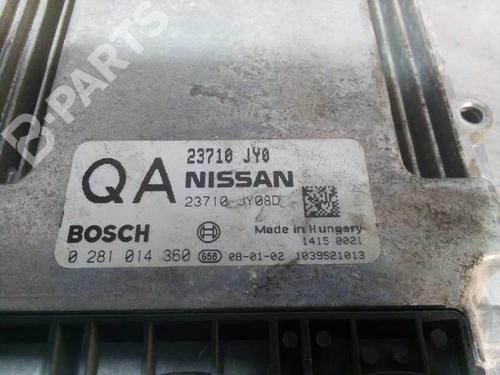 B-PARTS
23710 JY0
QA NISSAN
23710 JY08D
BOSCH
Made in Hungary
1415 0021
0 281 014 360 G5B 08-01-02 1039S21013